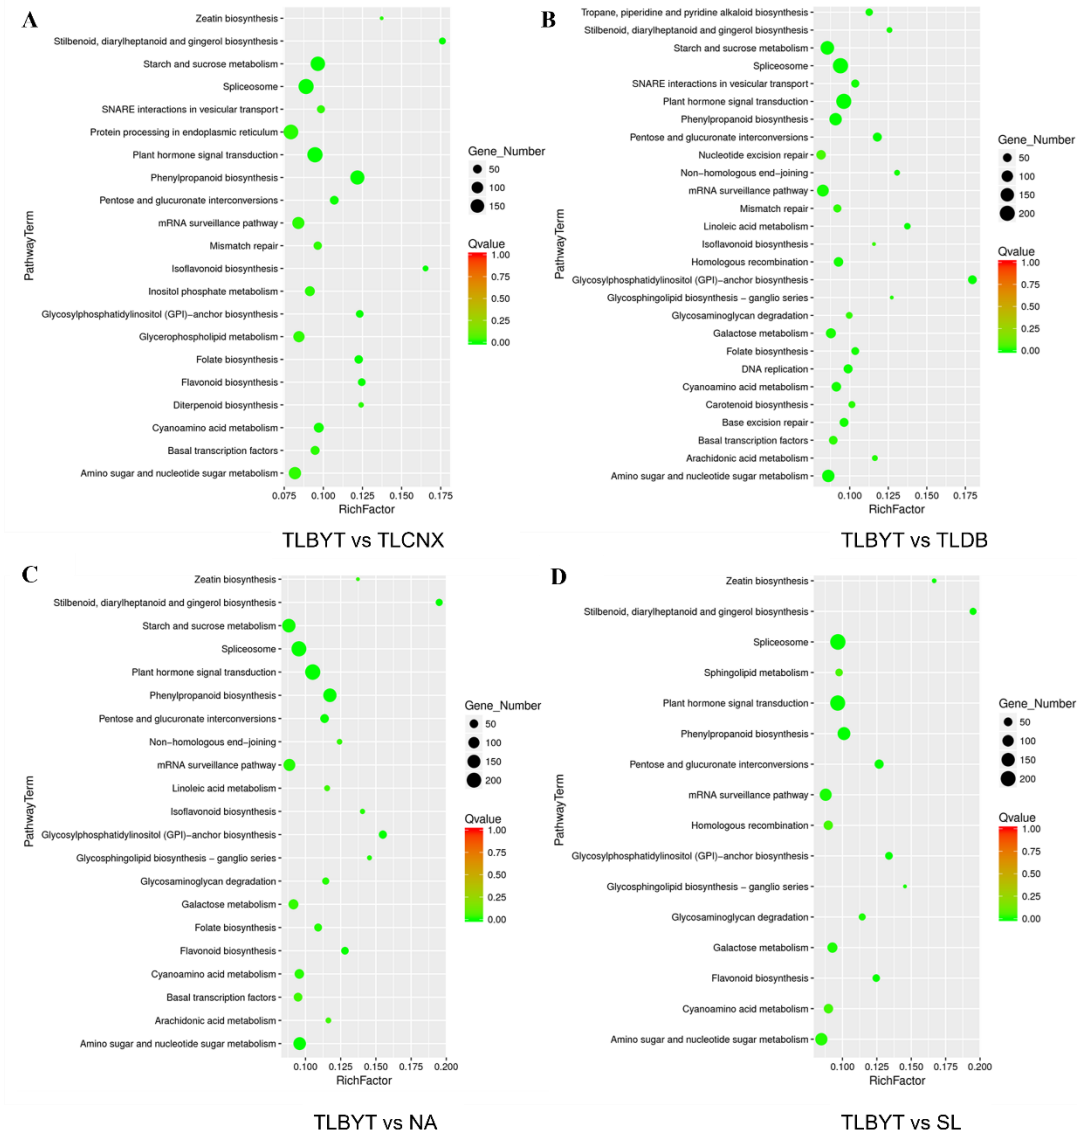 A
Zeatin biosynthesis
Stilbenoid, diarylheptanoid and gingerol biosynthesis
Starch and sucrose metabolism
Spliceosome
SNARE interactions in vesicular transport
Protein processing in endoplasmic reticulum
Plant hormone signal transduction
Phenylpropanoid biosynthesis
Pentose and glucuronate interconversions
mRNA surveillance pathway
Mismatch repair
Isoflavonoid biosynthesis
Inositol phosphate metabolism
Glycosylphosphatidylinositol (GPI)−anchor biosynthesis
Glycerophospholipid metabolism
Folate biosynthesis
Flavonoid biosynthesis
Diterpenoid biosynthesis
Cyanoamino acid metabolism
Basal transcription factors
Amino sugar and nucleotide sugar metabolism
PathwayTerm
0.075 0.100 0.125 0.150 0.175
RichFactor
Gene_Number
50
100
150
Qvalue
1.00
0.75
0.50
0.25
0.00
TLBYT vs TLCNX
B
Tropane, piperidine and pyridine alkaloid biosynthesis
Stilbenoid, diarylheptanoid and gingerol biosynthesis
Starch and sucrose metabolism
Spliceosome
SNARE interactions in vesicular transport
Plant hormone signal transduction
Phenylpropanoid biosynthesis
Pentose and glucuronate interconversions
Nucleotide excision repair
Non−homologous end−joining
mRNA surveillance pathway
Mismatch repair
Linoleic acid metabolism
Isoflavonoid biosynthesis
Homologous recombination
Glycosylphosphatidylinositol (GPI)−anchor biosynthesis
Glycosphingolipid biosynthesis − ganglio series
Glycosaminoglycan degradation
Galactose metabolism
Folate biosynthesis
DNA replication
Cyanoamino acid metabolism
Carotenoid biosynthesis
Base excision repair
Basal transcription factors
Arachidonic acid metabolism
Amino sugar and nucleotide sugar metabolism
PathwayTerm
0.100 0.125 0.150 0.175
RichFactor
Gene_Number
50
100
150
200
Qvalue
1.00
0.75
0.50
0.25
0.00
TLBYT vs TLDB
C
Zeatin biosynthesis
Stilbenoid, diarylheptanoid and gingerol biosynthesis
Starch and sucrose metabolism
Spliceosome
Plant hormone signal transduction
Phenylpropanoid biosynthesis
Pentose and glucuronate interconversions
Non−homologous end−joining
mRNA surveillance pathway
Linoleic acid metabolism
Isoflavonoid biosynthesis
Glycosylphosphatidylinositol (GPI)−anchor biosynthesis
Glycosphingolipid biosynthesis − ganglio series
Glycosaminoglycan degradation
Galactose metabolism
Folate biosynthesis
Flavonoid biosynthesis
Cyanoamino acid metabolism
Basal transcription factors
Arachidonic acid metabolism
Amino sugar and nucleotide sugar metabolism
PathwayTerm
0.100 0.125 0.150 0.175 0.200
RichFactor
Gene_Number
50
100
150
200
Qvalue
1.00
0.75
0.50
0.25
0.00
TLBYT vs NA
D
Zeatin biosynthesis
Stilbenoid, diarylheptanoid and gingerol biosynthesis
Spliceosome
Sphingolipid metabolism
Plant hormone signal transduction
Phenylpropanoid biosynthesis
Pentose and glucuronate interconversions
mRNA surveillance pathway
Homologous recombination
Glycosylphosphatidylinositol (GPI)−anchor biosynthesis
Glycosphingolipid biosynthesis − ganglio series
Glycosaminoglycan degradation
Galactose metabolism
Flavonoid biosynthesis
Cyanoamino acid metabolism
Amino sugar and nucleotide sugar metabolism
PathwayTerm
0.100 0.125 0.150 0.175 0.200
RichFactor
Gene_Number
50
100
150
200
Qvalue
1.00
0.75
0.50
0.25
0.00
TLBYT vs SL